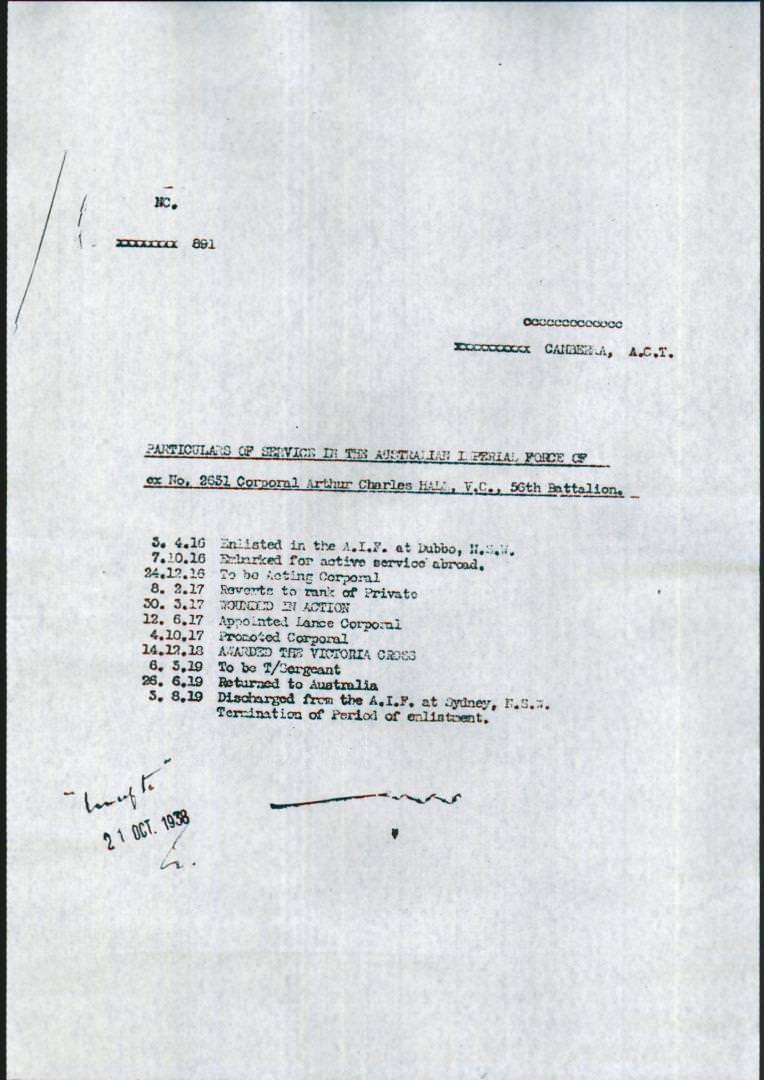 NC.
xxxxxxxx 891
ccccccccccccc
xxxxxxxxxx CANBERRA, A.C.T.
PARTICULARS OF SERVICE IN THE AUSTRALIAN IMPERIAL FORCE OF
ex No, 2631 Corporal Arthur Charles HALL, V.C., 56th Battalion.
3. 4.16 Enlisted in the A.I.F. at Dubbo, N.S.W.
7.10.16 Embarked for active service abroad.
24.12.16 To be Acting Corporal
8. 2.17 Reverts to rank of Private
30. 3.17 WOUNDED IN ACTION
12. 6.17 Appointed Lance Corporal
4.10.17 Promoted Corporal
14.12.18 AWARDED THE VICTORIA CROSS
6. 3.19 To be T/Sergeant
26. 6.19 Returned to Australia
3. 8.19 Discharged from the A.I.F. at Sydney, N.S.W.
Termination of Period of enlistment.
21 OCT. 1938